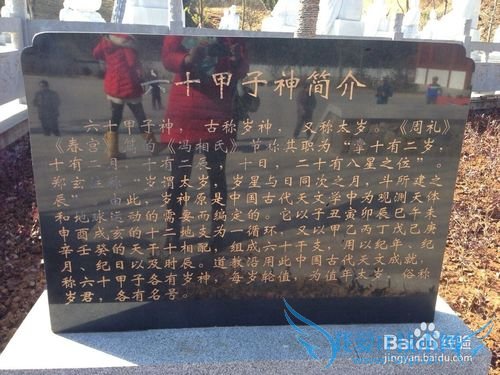 六十甲子神简介
六十甲子神，古称岁神，又称太岁。《周礼》
《春宫 冯相氏》节称其职为“掌十有二岁，
十有二月，十有二辰，十日，二十有八星之位”。
郑玄 岁谓太岁，岁星与日同次之月，斗所建之
辰” 此，岁神原是中国古代天文学中为观测天体
和地球运动的需要而编定的。它以子丑寅卯辰巳午未
申酉戌亥的十二地支为一循环，又以甲乙丙丁戊己庚
辛壬癸的天干十相配，组成六十干支，用以纪年、纪
月、纪日以及时辰。道教沿用此中国古代天文成就，
称六十甲子各有岁神，每岁轮值，为值年太岁，俗称
岁君，各有名号。
Baidu经验
jingyan.baidu.com